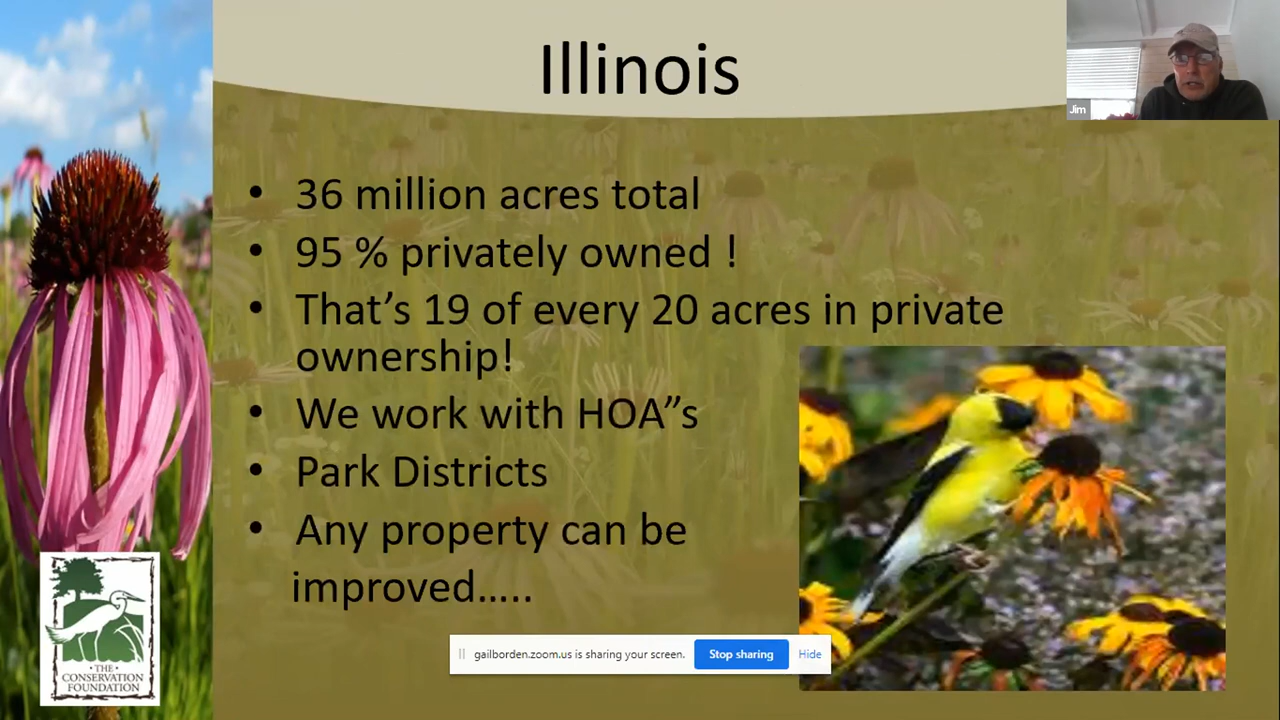 Illinois
Jim
• 36 million acres total
• 95 % privately owned !
• That’s 19 of every 20 acres in private
ownership!
• We work with HOA”s
• Park Districts
• Any property can be
improved…..
THE
CONSERVATION
FOUNDATION
gailborden.zoom.us is sharing your screen. Stop sharing Hide